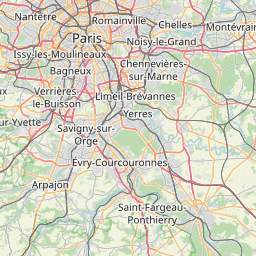 Nanterre
Romainville
Chelles
Paris
Noisy-le-Grand
Issy-les-Moulineaux
Bagneux
Chennevières-
sur-Marne
Verrières-
le-Buisson
Limeil-Brévannes
ur-Yvette
Yerres
Savigny-sur-
Orge
Évry-Courcouronnes
Arpajon
Saint-Fargeau-
Ponthierry